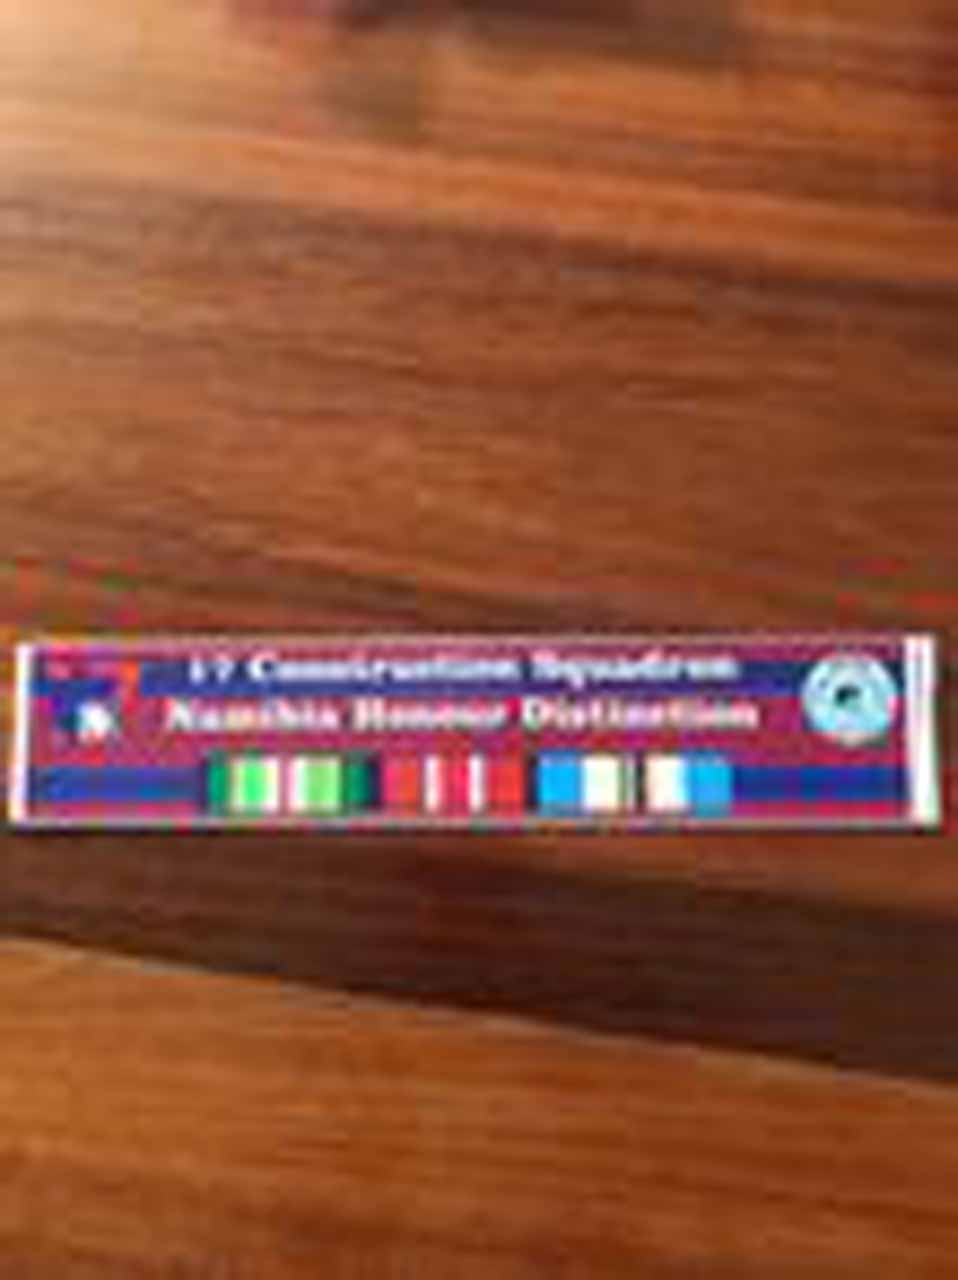 17 Construction Squadron
Namibia Honour Distinction